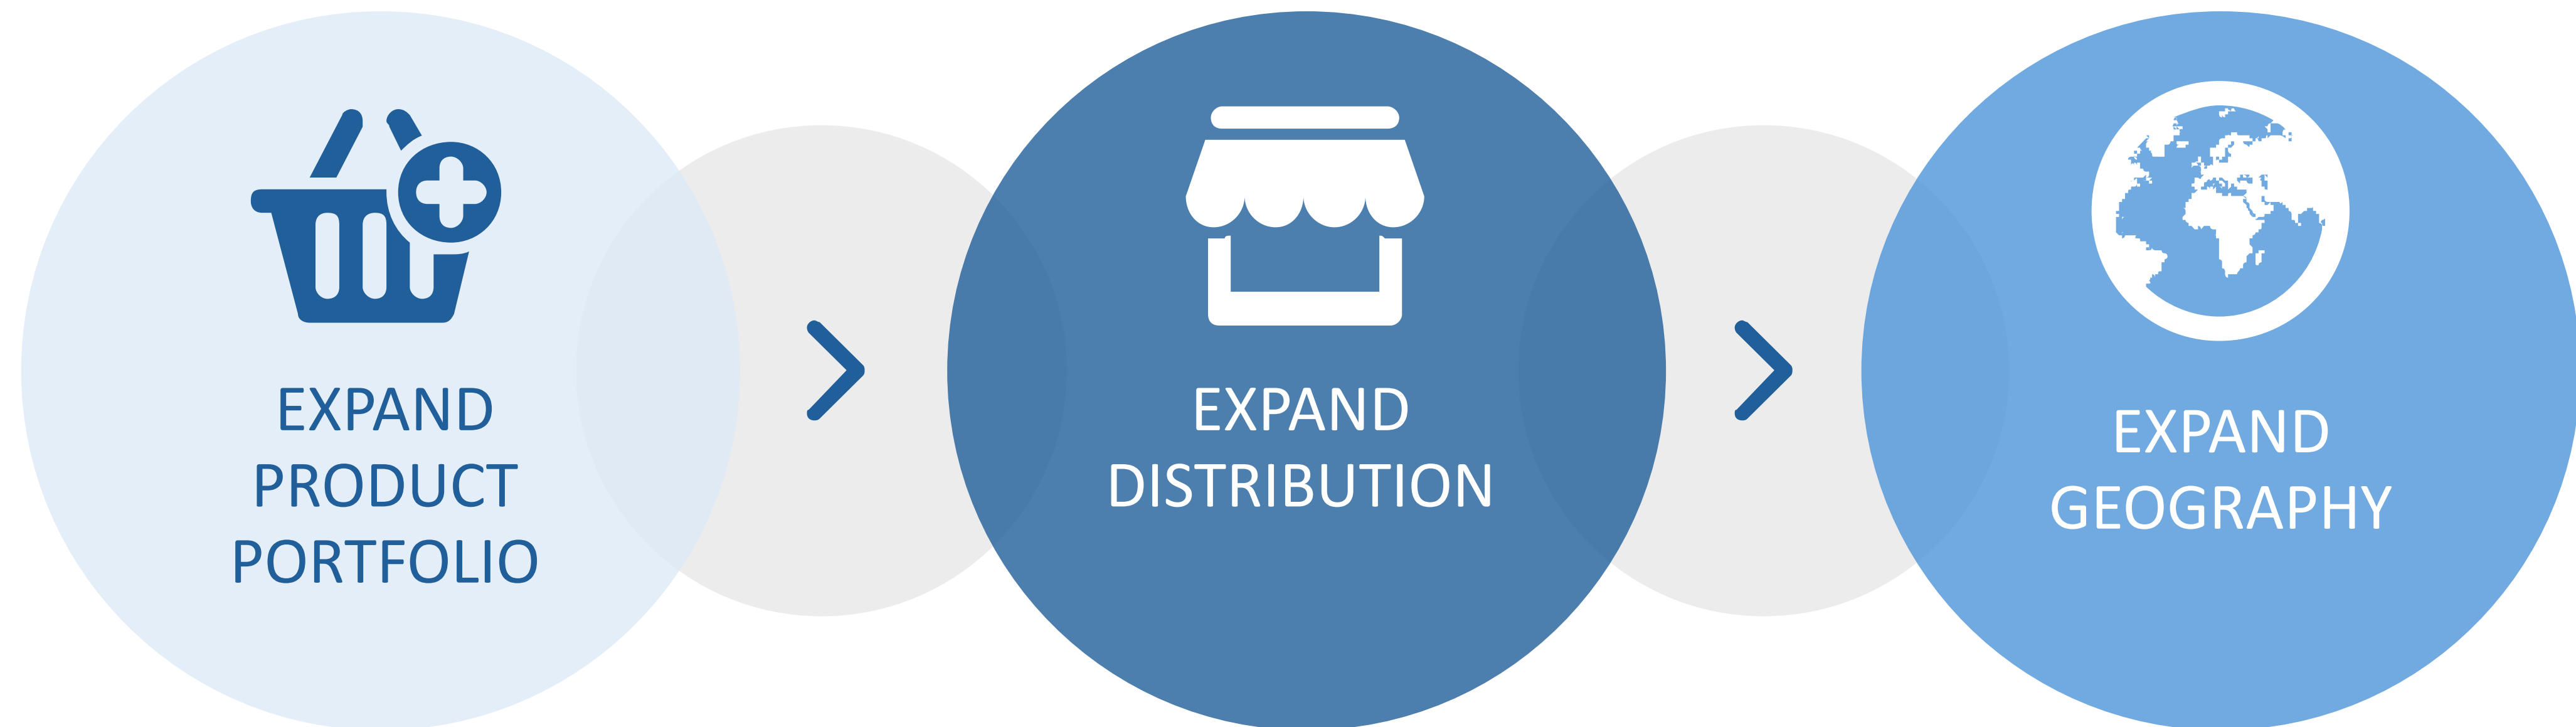 EXPAND
PRODUCT
PORTFOLIO
EXPAND
DISTRIBUTION
EXPAND
GEOGRAPHY